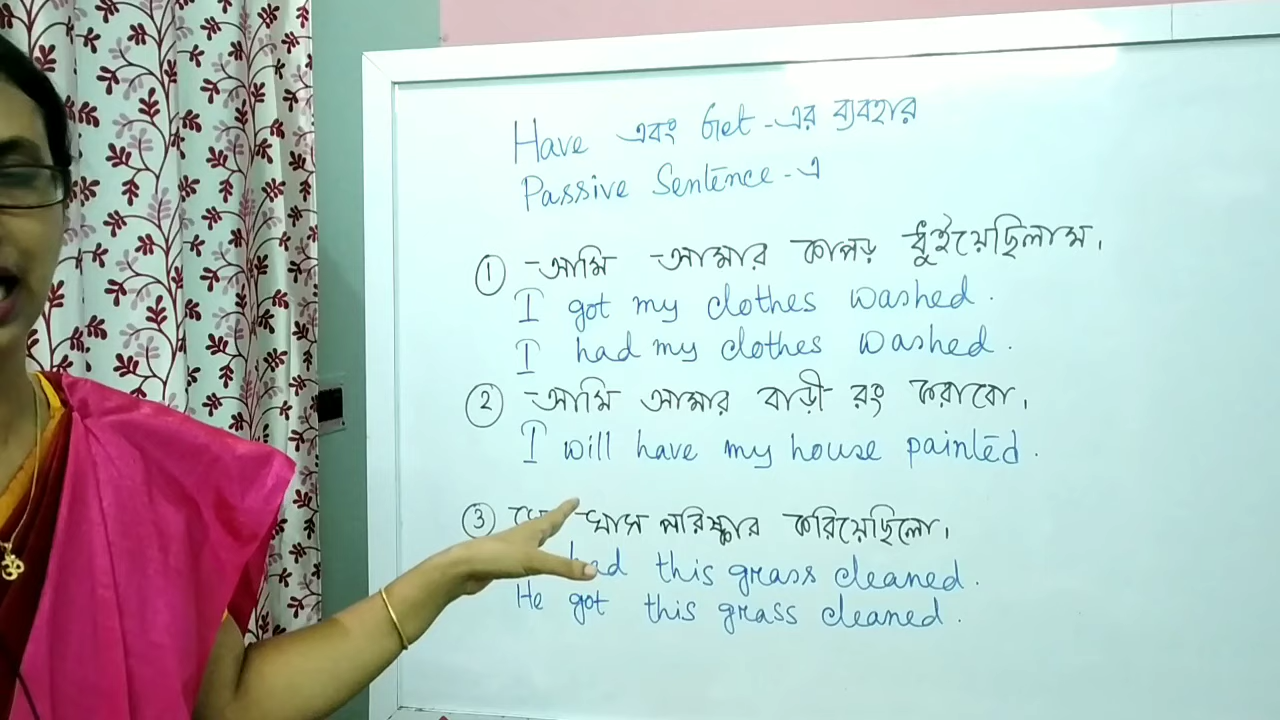 Have এবং Get-এর ব্যবহার
Passive Sentence-এ
① আমি আমার কাপড় ধুইয়েছিলাম।
I got my clothes washed.
I had my clothes washed.
② আমি আমার বাড়ী রং করাবো।
I will have my house painted.
③ ঘাস পরিষ্কার করিয়েছিলো।
had this grass cleaned.
He got this grass cleaned.